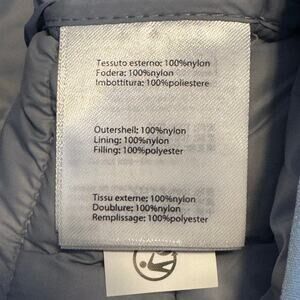 Tessuto esterno: 100%nylon
Fodera: 100%nylon
Imbottitura: 100%poliestere
Outershell: 100%nylon
Lining: 100%nylon
Filling: 100%polyester
Tissu externe: 100%nylon
Doublure: 100%nylon
Remplissage: 100%polyester